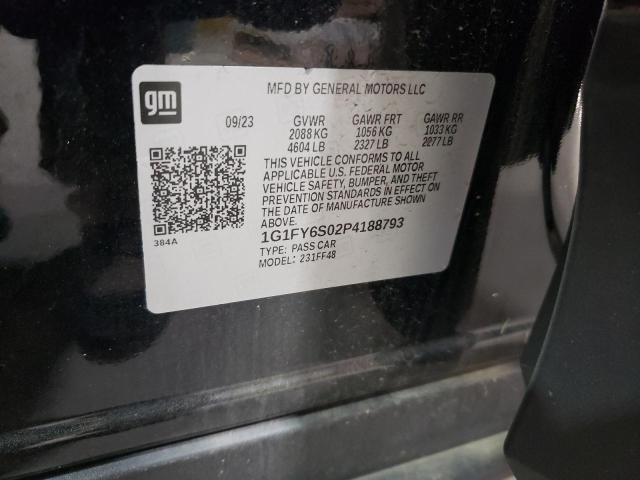 gm
MFD BY GENERAL MOTORS LLC
09/23 GVWR GAWR FRT GAWR RR
2088 KG 1056 KG 1033 KG
4604 LB 2327 LB 2277 LB
THIS VEHICLE CONFORMS TO ALL
APPLICABLE U.S. FEDERAL MOTOR
VEHICLE SAFETY, BUMPER, AND THEFT
PREVENTION STANDARDS IN EFFECT ON
THE DATE OF MANUFACTURE SHOWN
ABOVE.
384A
1G1FY6S02P4188793
TYPE: PASS CAR
MODEL: 231FF48